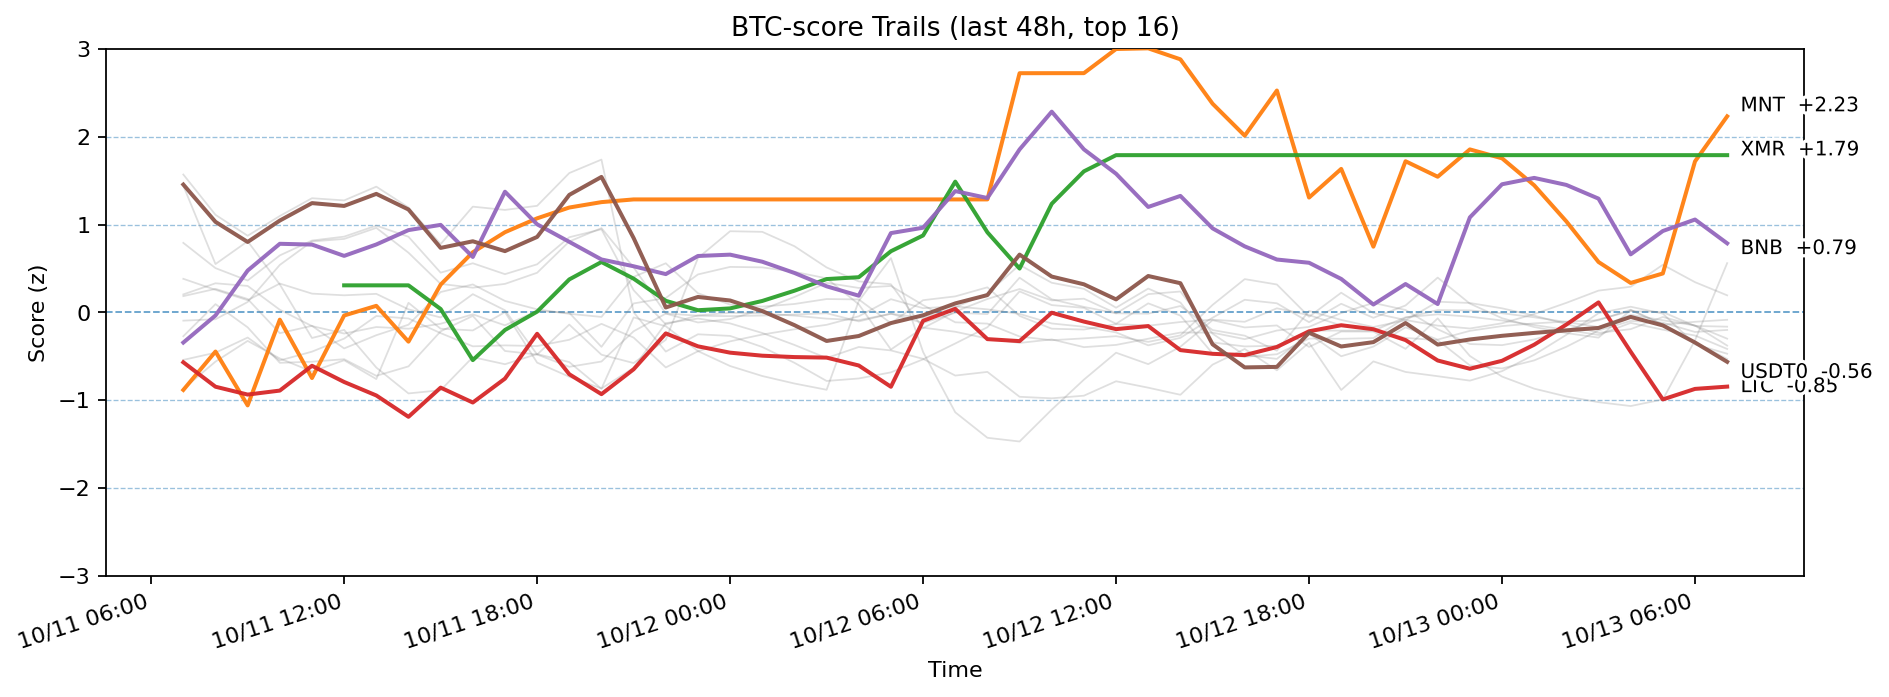 BTC-score Trails (last 48h, top 16)
3
2
1
0
−1
−2
−3
Score (z)
MNT +2.23
XMR +1.79
BNB +0.79
USDT0 -0.56
LTC -0.85
10/11 06:00
10/11 12:00
10/11 18:00
10/12 00:00
10/12 06:00
10/12 12:00
10/12 18:00
10/13 00:00
10/13 06:00
Time